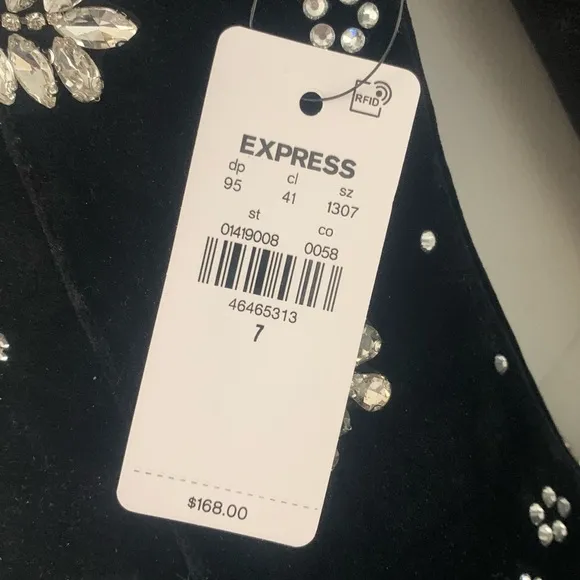 RFID
EXPRESS
dp cl sz
95 41 1307
st co
01419008 0058
46465313
7
$168.00